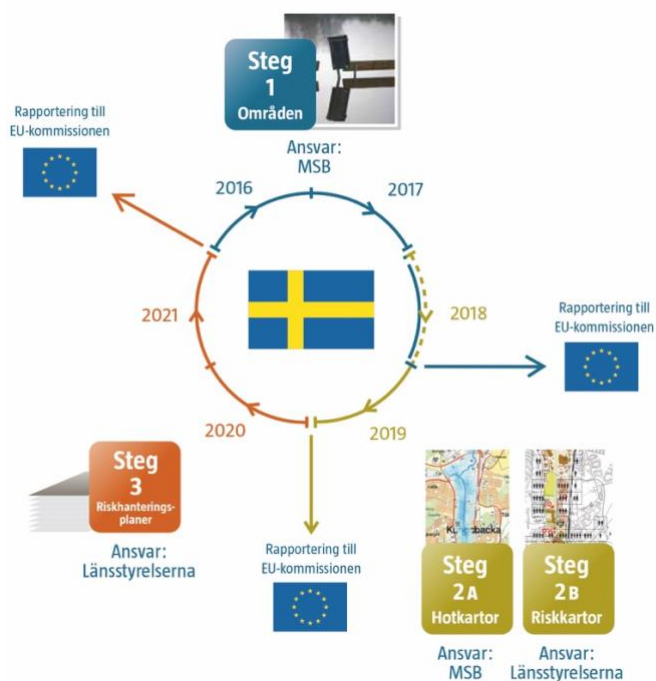 Steg
1
Områden
Ansvar:
MSB
Rapportering till
EU-kommissionen
2016
2017
2021
2018
Rapportering till
EU-kommissionen
2020
2019
Steg
3
Riskhanterings-
planer
Ansvar:
Länsstyrelserna
Rapportering till
EU-kommissionen
Steg
2A
Hotkartor
Ansvar:
MSB
Steg
2B
Riskkartor
Ansvar:
Länsstyrelserna